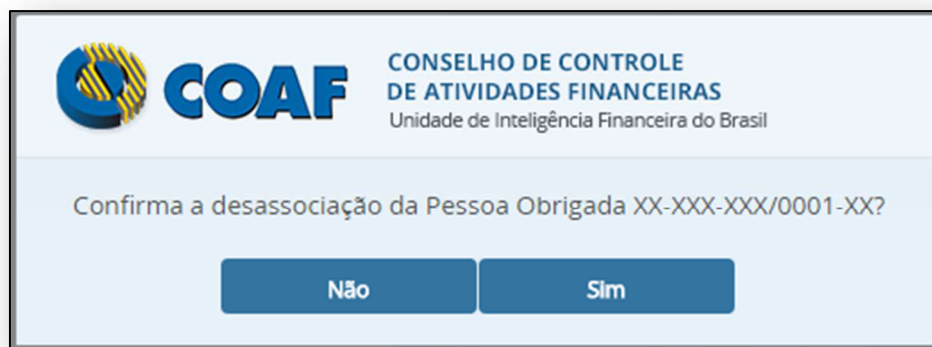 COAF
CONSELHO DE CONTROLE
DE ATIVIDADES FINANCEIRAS
Unidade de Inteligência Financeira do Brasil
Confirma a desassociação da Pessoa Obrigada XX-XXX-XXX/0001-XX?
Não
Sim